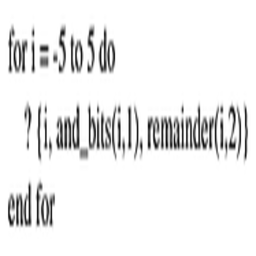 for i = -5 to 5 do
? {i, and_bits(i,1), remainder(i,2)}
end for